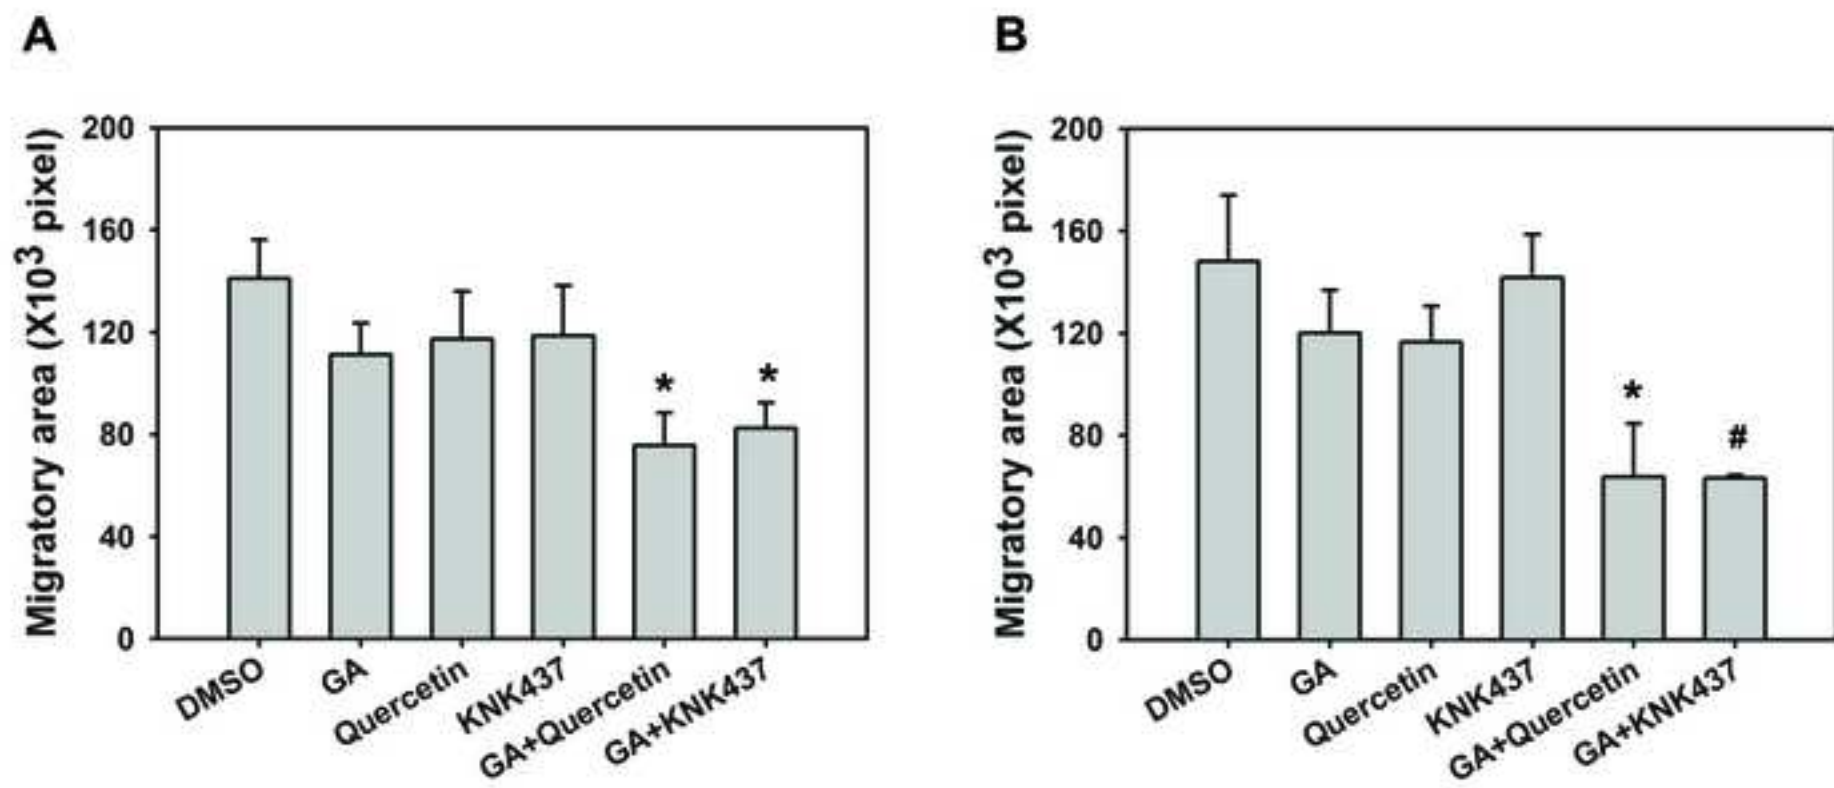 A
Migratory area (X10³ pixel)
200
160
120
80
40
0
*
*
DMSO
GA
Quercetin
KNK437
GA+Quercetin
GA+KNK437
B
Migratory area (X10³ pixel)
200
160
120
80
40
0
*
#
DMSO
GA
Quercetin
KNK437
GA+Quercetin
GA+KNK437